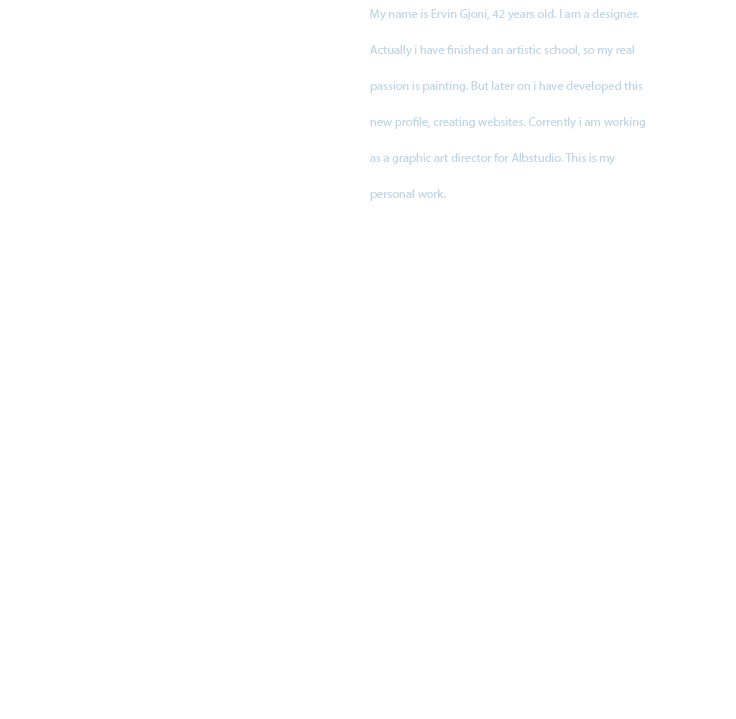 My name is Ervin Gjoni, 42 years old. I am a designer.
Actually i have finished an artistic school, so my real
passion is painting. But later on i have developed this
new profile, creating websites. Corrently i am working
as a graphic art director for Albstudio. This is my
personal work.